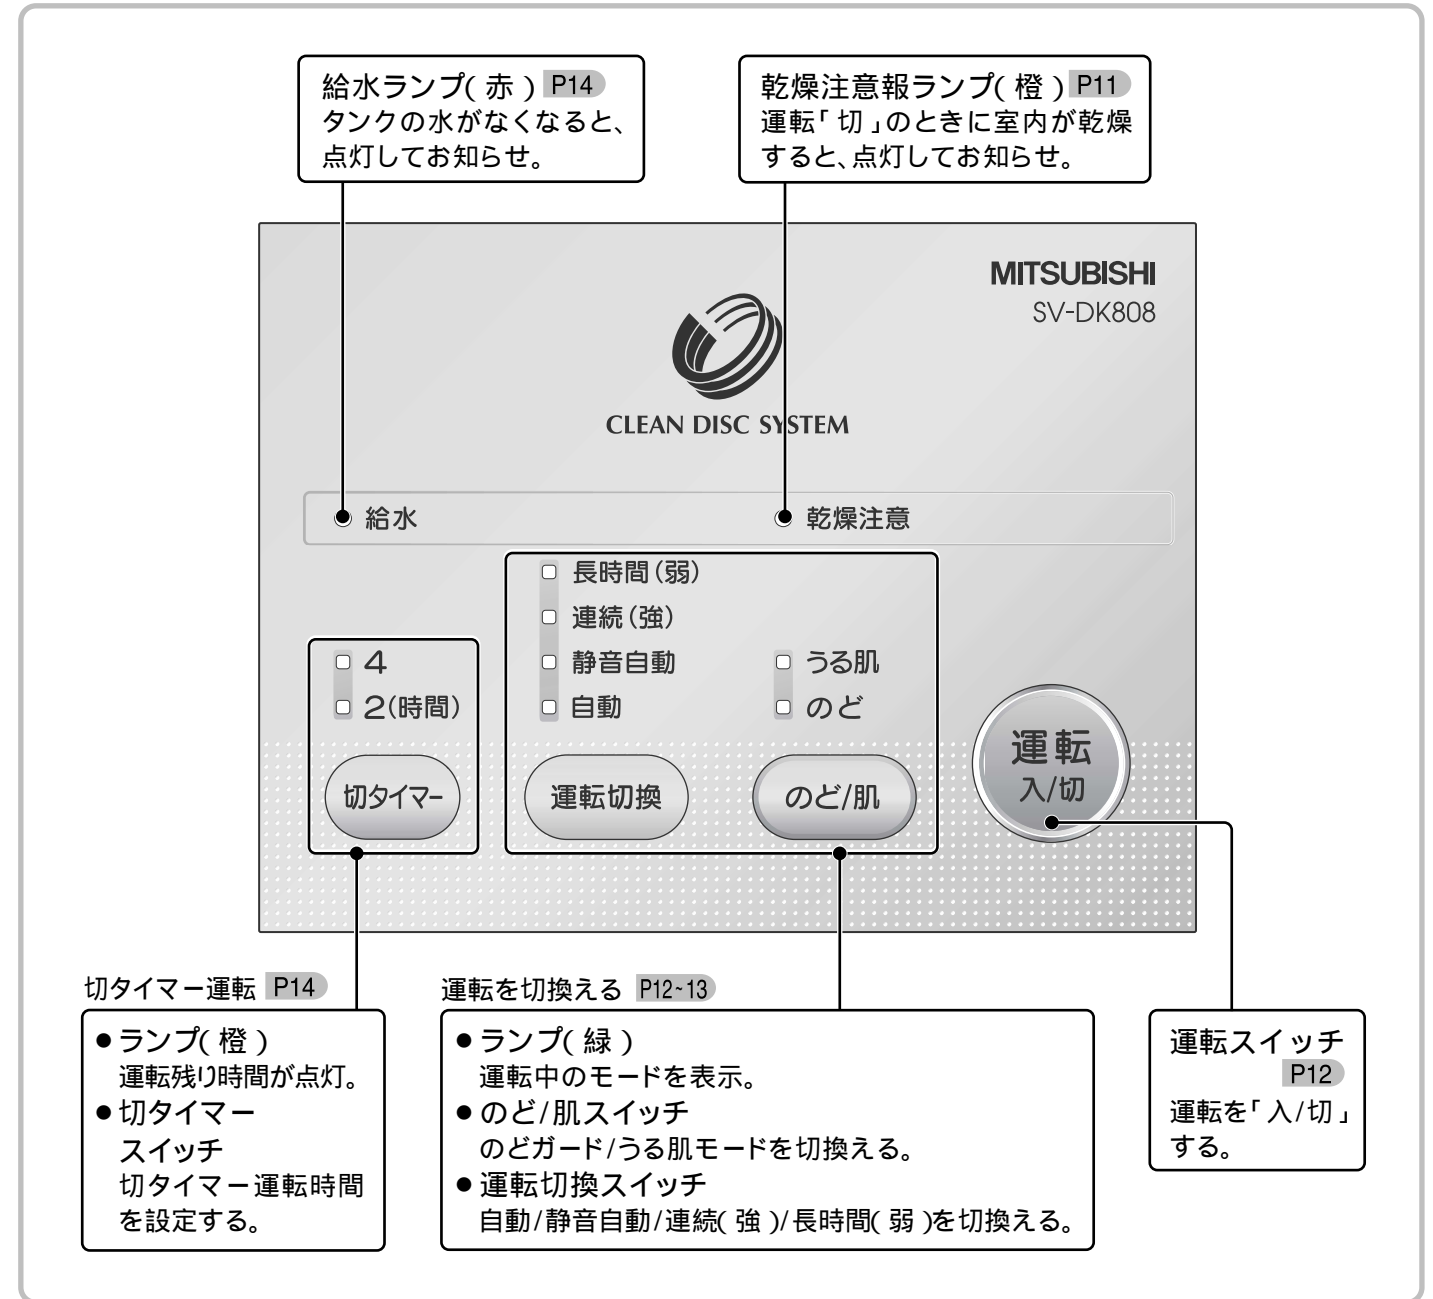 給水ランプ(赤) P14
タンクの水がなくなると、
点灯してお知らせ。
乾燥注意報ランプ(橙) P11
運転「切」のときに室内が乾燥
すると、点灯してお知らせ。
MITSUBISHI
SV-DK808
CLEAN DISC SYSTEM
給水
乾燥注意
長時間(弱)
連続(強)
静音自動
自動
4
2(時間)
うる肌
のど
切タイマー
運転切換
のど/肌
運転
入/切
切タイマー運転 P14
●ランプ(橙)
運転残り時間が点灯。
●切タイマー
スイッチ
切タイマー運転時間
を設定する。
運転を切換える P12~13
●ランプ(緑)
運転中のモードを表示。
●のど/肌スイッチ
のどガード/うる肌モードを切換える。
●運転切換スイッチ
自動/静音自動/連続(強)/長時間(弱)を切換える。
運転スイッチ
P12
運転を「入/切」
する。